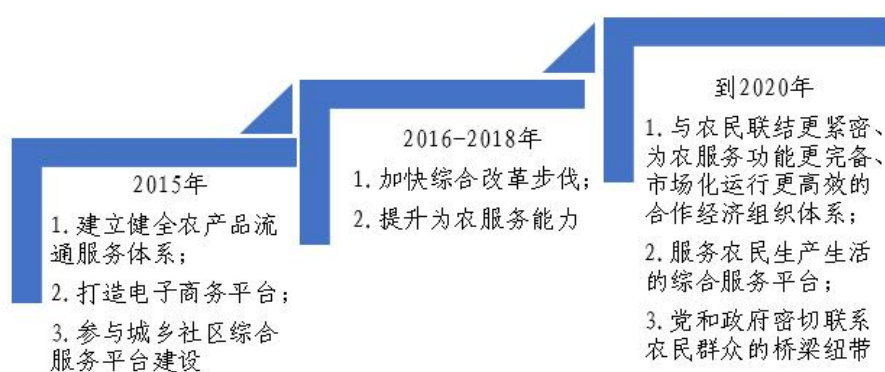 2015年
1.建立健全农产品流
通服务体系；
2.打造电子商务平台；
3.参与城乡社区综合
服务平台建设
2016-2018年
1.加快综合改革步伐；
2.提升为农服务能力
到2020年
1.与农民联结更紧密、
为农服务功能更完备、
市场化运行更高效的
合作经济组织体系；
2.服务农民生产生活
的综合服务平台；
3.党和政府密切联系
农民群众的桥梁纽带